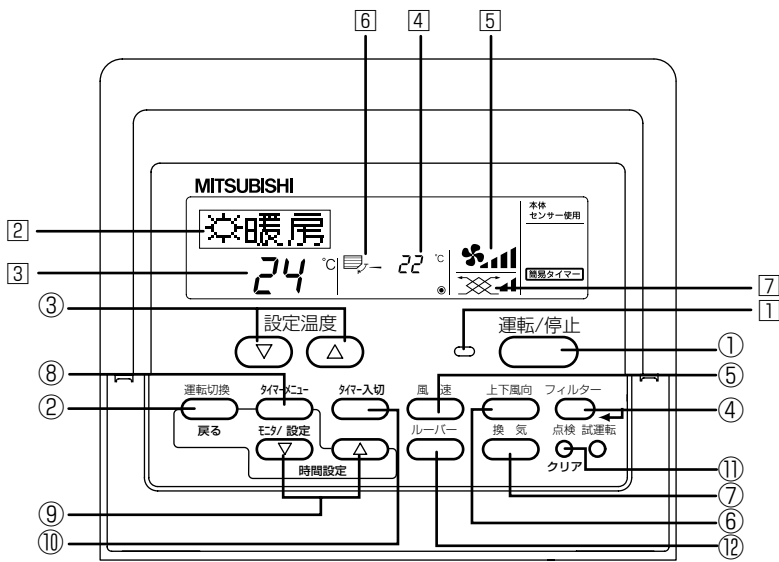 6 4 5
MITSUBISHI
2 ☼暖房
本体
センサー使用
3 24 °C 22 °C
簡易タイマー
7
1
③ 設定温度 運転/停止
▽ △ ①
⑧ ⑤
② 運転切換 タイマーメニュー タイマー入切 風 速 上下風向 フィルター ④
戻る モニタ/設定 ルーバー 換 気 点検 試運転
▽ △ クリア ⑪
時間設定
⑨ ⑦
⑩ ⑥
⑫